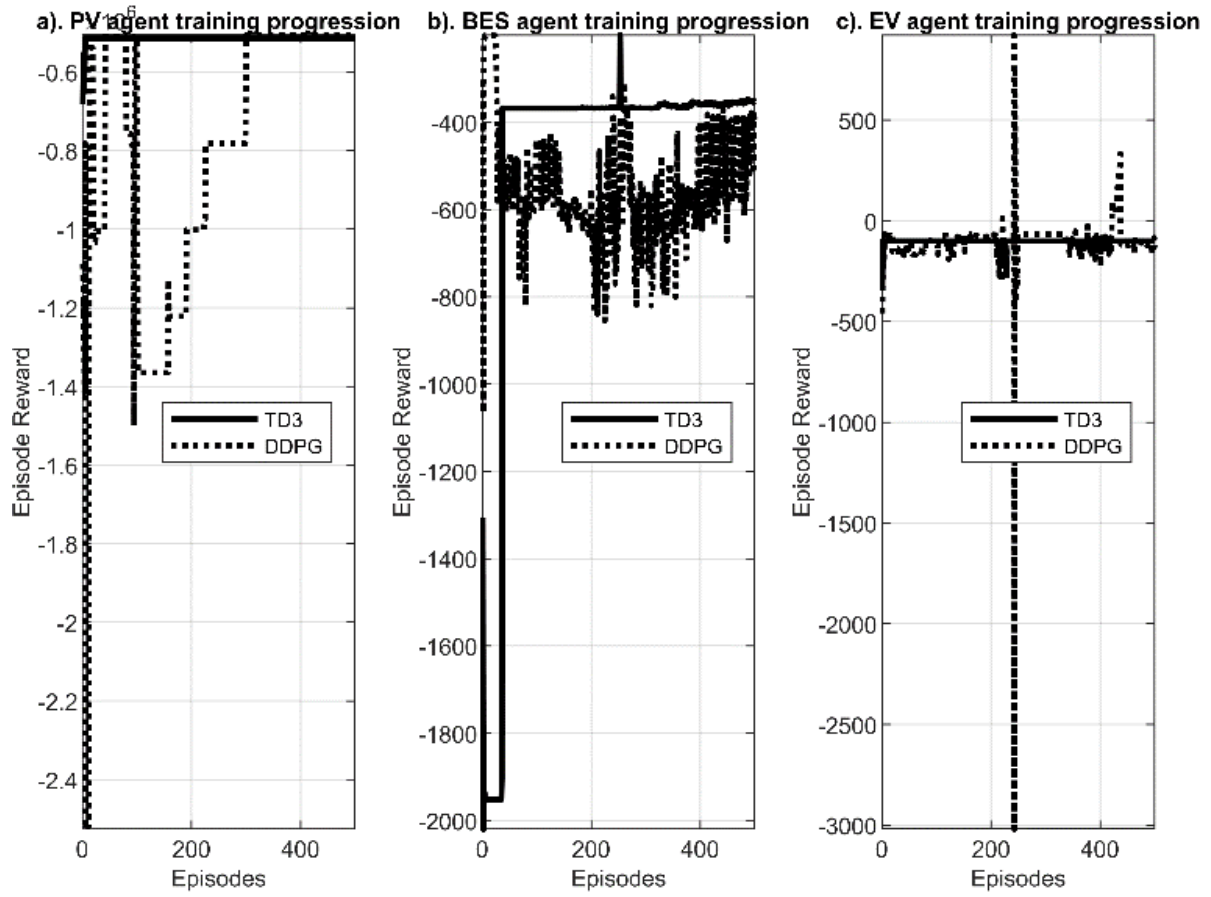 a). PV agent training progression
b). BES agent training progression
c). EV agent training progression
6
-0.6
-0.8
-1
-1.2
-1.4
-1.6
-1.8
-2
-2.2
-2.4
Episode Reward
0
200
400
Episodes
TD3
DDPG
-400
-600
-800
-1000
-1200
-1400
-1600
-1800
-2000
Episode Reward
0
200
400
Episodes
TD3
DDPG
500
0
-500
-1000
-1500
-2000
-2500
-3000
Episode Reward
0
200
400
Episodes
TD3
DDPG